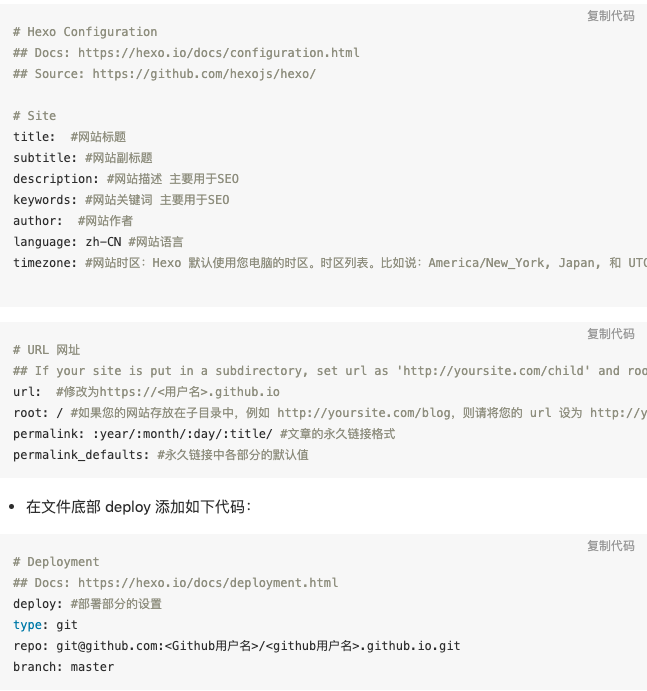 复制代码
# Hexo Configuration
## Docs: https://hexo.io/docs/configuration.html
## Source: https://github.com/hexojs/hexo/
# Site
title:  #网站标题
subtitle: #网站副标题
description: #网站描述 主要用于SEO
keywords: #网站关键词 主要用于SEO
author:  #网站作者
language: zh-CN #网站语言
timezone: #网站时区：Hexo 默认使用您电脑的时区。时区列表。比如说：America/New_York, Japan, 和 UTC
复制代码
# URL 网址
## If your site is put in a subdirectory, set url as 'http://yoursite.com/child' and roo
url:  #修改为https://<用户名>.github.io
root: / #如果您的网站存放在子目录中，例如 http://yoursite.com/blog，则请将您的 url 设为 http://y
permalink: :year/:month/:day/:title/ #文章的永久链接格式
permalink_defaults: #永久链接中各部分的默认值
• 在文件底部 deploy 添加如下代码：
复制代码
# Deployment
## Docs: https://hexo.io/docs/deployment.html
deploy: #部署部分的设置
type: git
repo: git@github.com:<Github用户名>/<github用户名>.github.io.git
branch: master